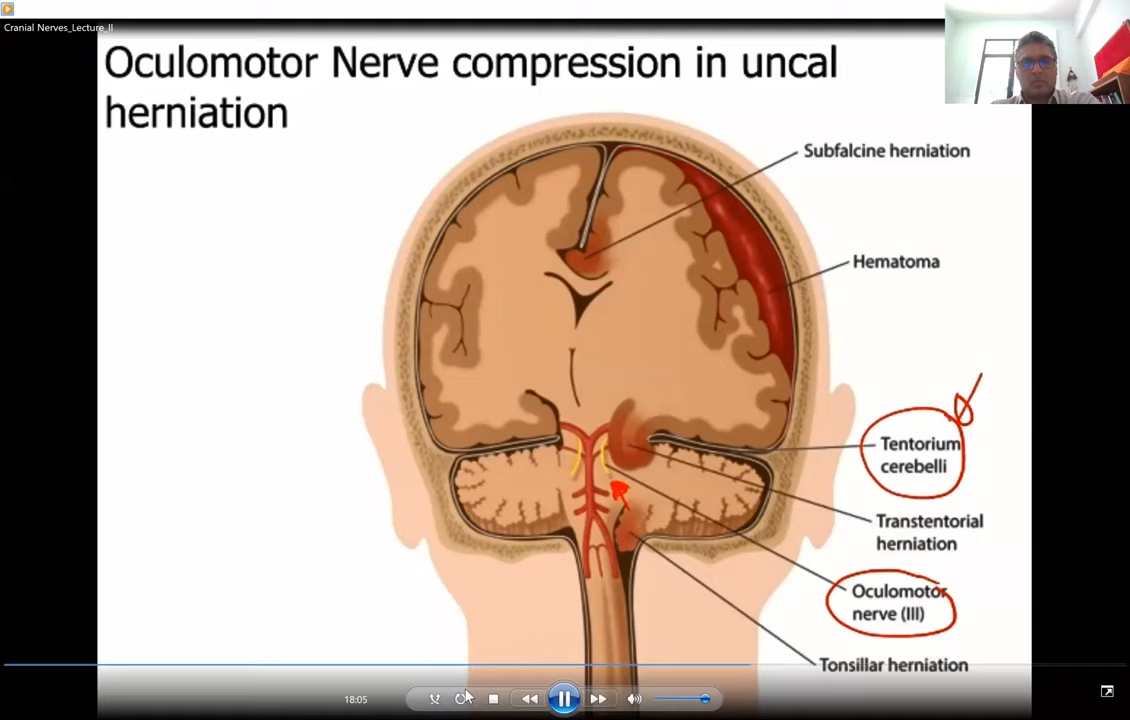 Cranial Nerves_Lecture_II
Oculomotor Nerve compression in uncal
herniation
Subfalcine herniation
Hematoma
Tentorium
cerebelli
Transtentorial
herniation
Oculomotor
nerve (III)
Tonsillar herniation
18:05